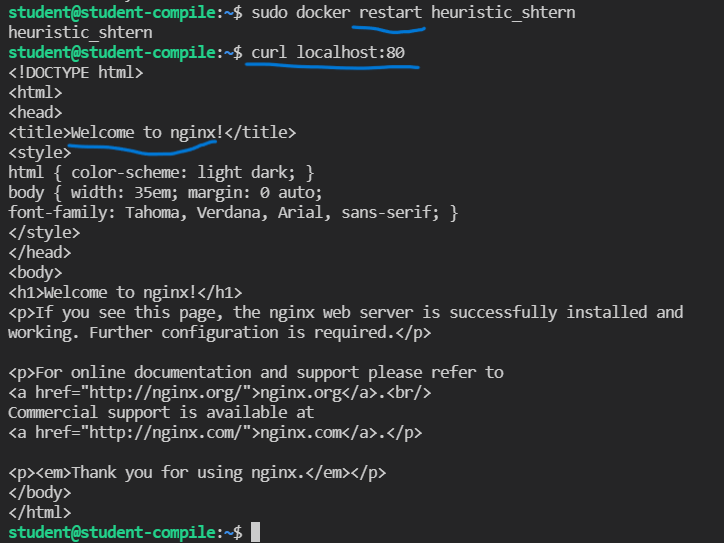 student@student-compile:~$ sudo docker restart heuristic_shtern
heuristic_shtern
student@student-compile:~$ curl localhost:80
<!DOCTYPE html>
<html>
<head>
<title>Welcome to nginx!</title>
<style>
html { color-scheme: light dark; }
body { width: 35em; margin: 0 auto;
font-family: Tahoma, Verdana, Arial, sans-serif; }
</style>
</head>
<body>
<h1>Welcome to nginx!</h1>
<p>If you see this page, the nginx web server is successfully installed and
working. Further configuration is required.</p>

<p>For online documentation and support please refer to
<a href="http://nginx.org/">nginx.org</a>.<br/>
Commercial support is available at
<a href="http://nginx.com/">nginx.com</a>.</p>

<p><em>Thank you for using nginx.</em></p>
</body>
</html>
student@student-compile:~$